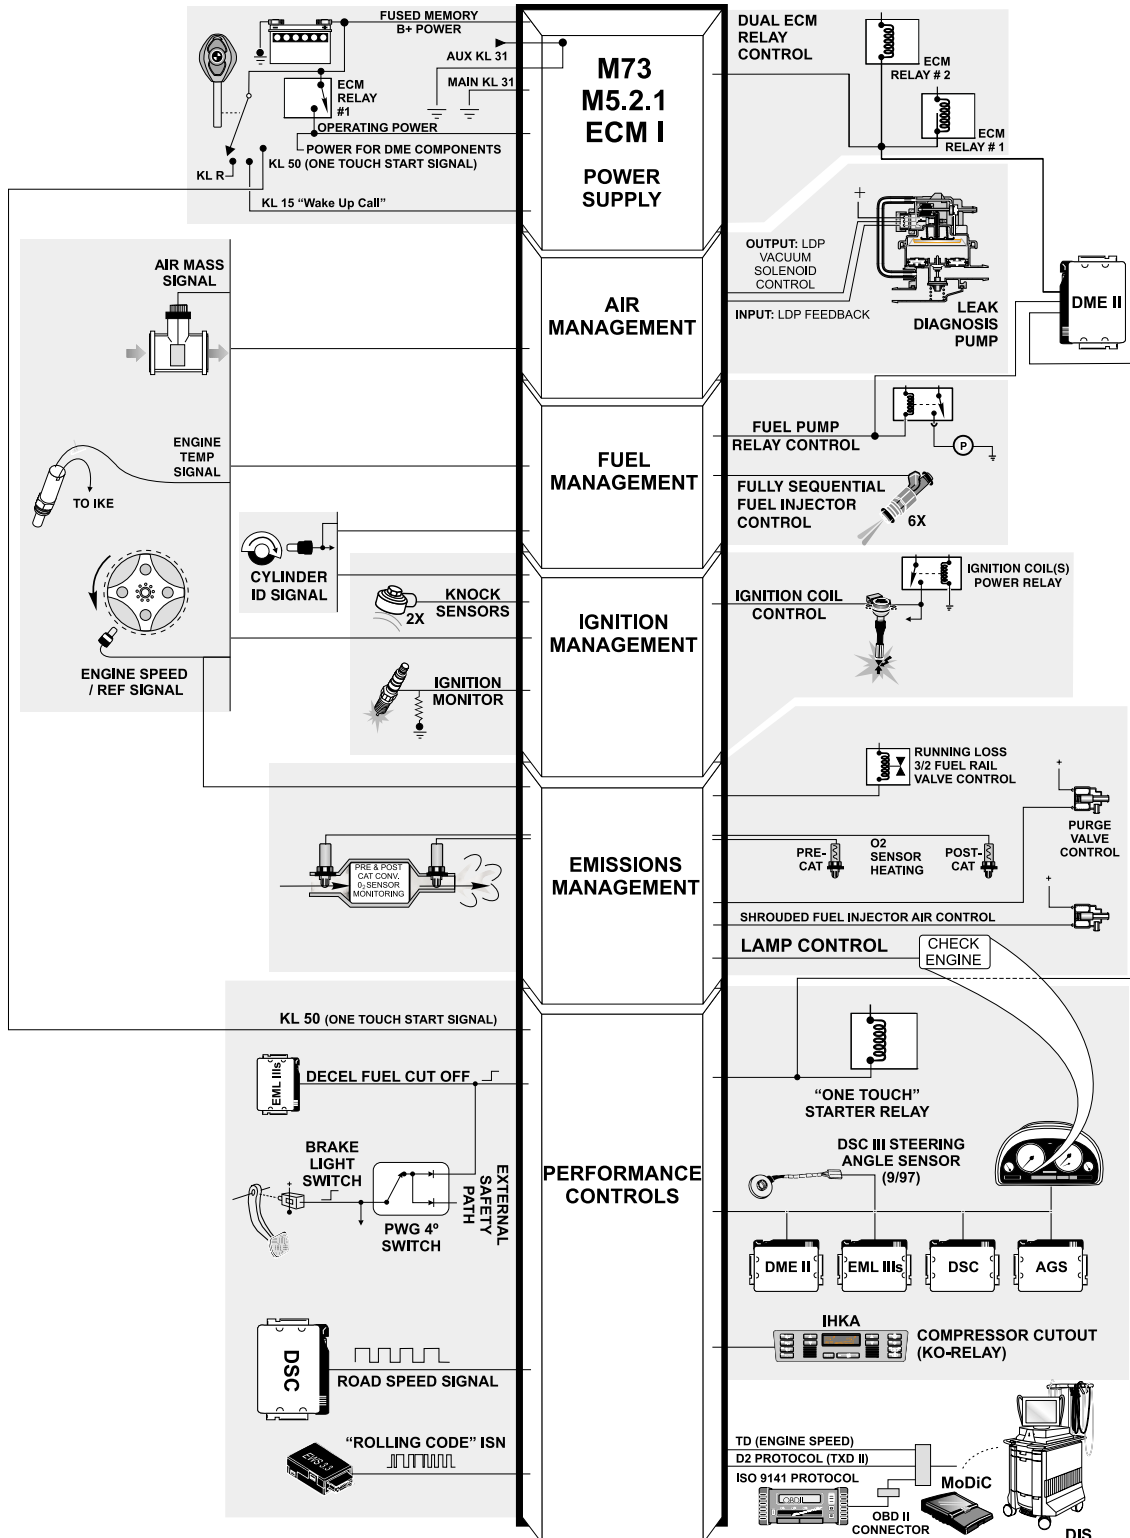 FUSED MEMORY
B+ POWER
AUX KL 31
MAIN KL 31
ECM
RELAY
#1
OPERATING POWER
POWER FOR DME COMPONENTS
KL 50 (ONE TOUCH START SIGNAL)
KL R
KL 15 “Wake Up Call”
M73
M5.2.1
ECM I
POWER
SUPPLY
DUAL ECM
RELAY
CONTROL
ECM
RELAY # 2
ECM
RELAY # 1
OUTPUT: LDP
VACUUM
SOLENOID
CONTROL
INPUT: LDP FEEDBACK
+
LEAK
DIAGNOSIS
PUMP
DME II
AIR MASS
SIGNAL
AIR
MANAGEMENT
ENGINE
TEMP
SIGNAL
TO IKE
FUEL
MANAGEMENT
FUEL PUMP
RELAY CONTROL
P
FULLY SEQUENTIAL
FUEL INJECTOR
CONTROL
6X
CYLINDER
ID SIGNAL
KNOCK
SENSORS
2X
ENGINE SPEED
/ REF SIGNAL
IGNITION
MONITOR
IGNITION
MANAGEMENT
IGNITION COIL
CONTROL
IGNITION COIL(S)
POWER RELAY
RUNNING LOSS
3/2 FUEL RAIL
VALVE CONTROL
+
PURGE
VALVE
CONTROL
PRE & POST
CAT CONV.
O2 SENSOR
MONITORING
EMISSIONS
MANAGEMENT
PRE-
CAT
O2
SENSOR
HEATING
POST-
CAT
+
SHROUDED FUEL INJECTOR AIR CONTROL
LAMP CONTROL
CHECK
ENGINE
KL 50 (ONE TOUCH START SIGNAL)
EML IIIs
DECEL FUEL CUT OFF
BRAKE
LIGHT
SWITCH
+
PWG 4º
SWITCH
EXTERNAL
SAFETY
PATH
PERFORMANCE
CONTROLS
“ONE TOUCH”
STARTER RELAY
DSC III STEERING
ANGLE SENSOR
(9/97)
DME II
EML IIIs
DSC
AGS
IHKA
COMPRESSOR CUTOUT
(KO-RELAY)
DSC
ROAD SPEED SIGNAL
“ROLLING CODE” ISN
EWS 3.3
TD (ENGINE SPEED)
D2 PROTOCOL (TXD II)
ISO 9141 PROTOCOL
OBD II
OBD II
CONNECTOR
MoDiC
DIS